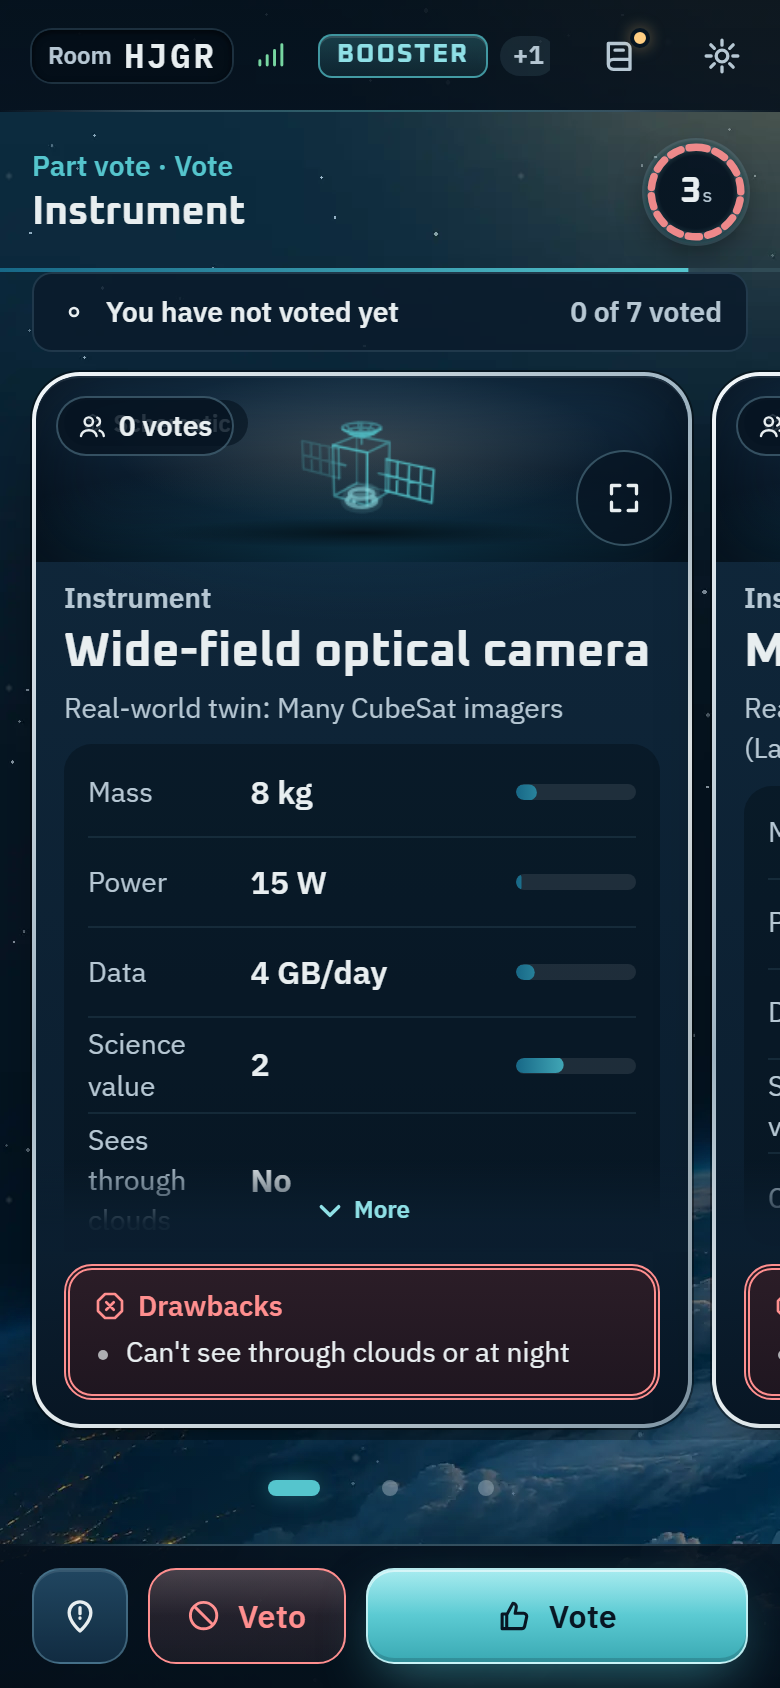 Room HJGR
BOOSTER
+1
Part vote · Vote
Instrument
3s
You have not voted yet
0 of 7 voted
0 votes
Schematic
Instrument
Wide-field optical camera
Real-world twin: Many CubeSat imagers
Mass 8 kg
Power 15 W
Data 4 GB/day
Science
value
2
Sees
through
clouds
No
More
Drawbacks
Can't see through clouds or at night
(La
Veto
Vote